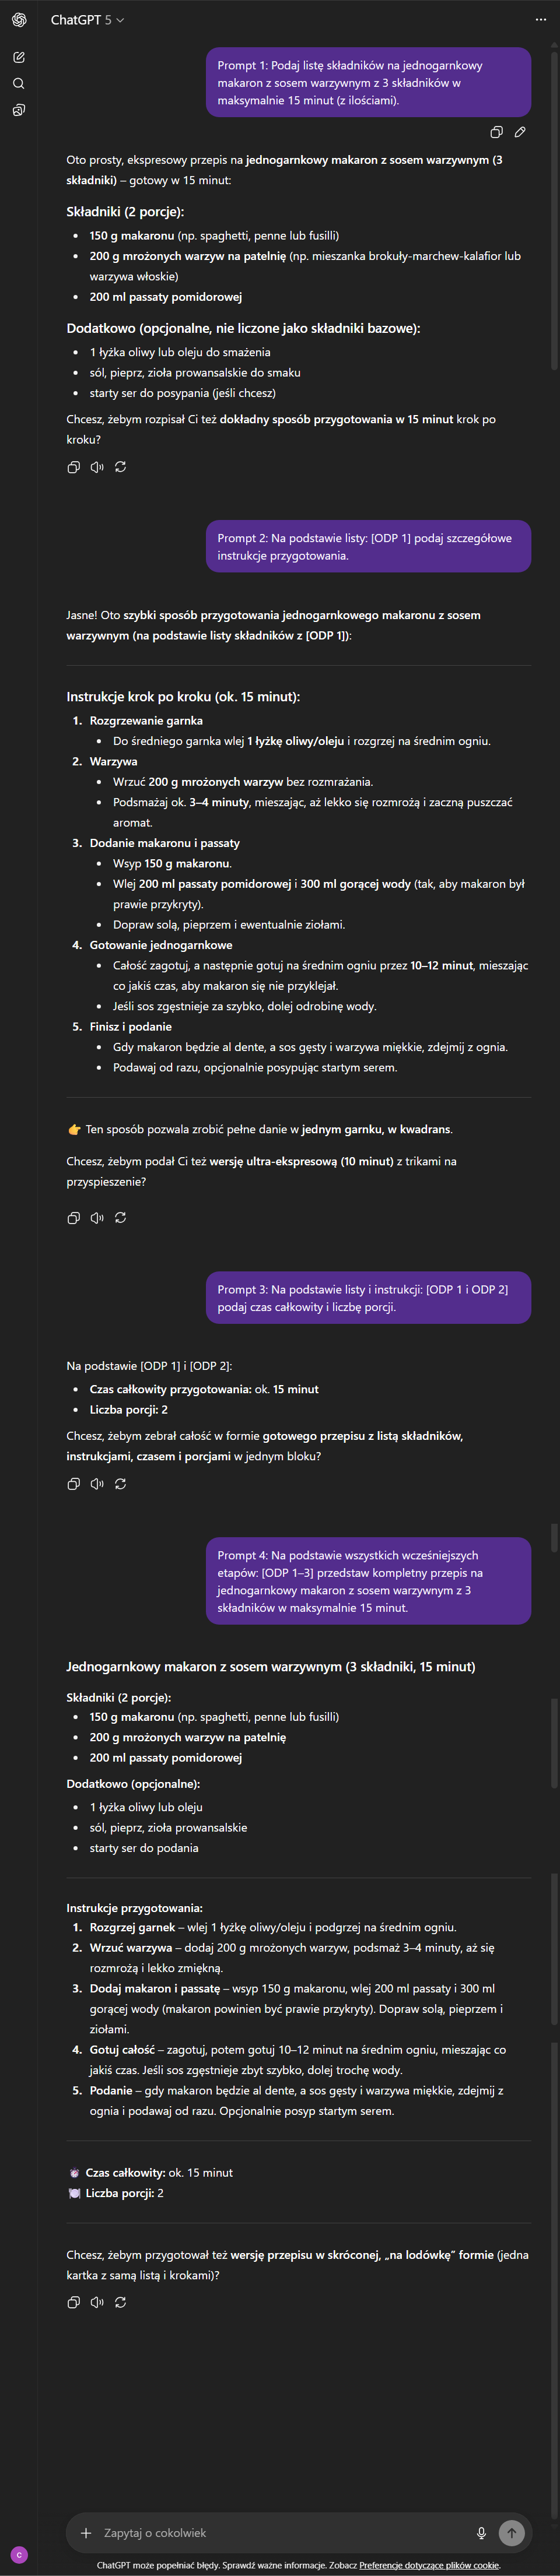 ChatGPT 5
Prompt 1: Podaj listę składników na jednogarnkowy
makaron z sosem warzywnym z 3 składników w
maksymalnie 15 minut (z ilościami).
Oto prosty, ekspresowy przepis na jednogarnkowy makaron z sosem warzywnym (3
składniki) – gotowy w 15 minut:
Składniki (2 porcje):
• 150 g makaronu (np. spaghetti, penne lub fusilli)
• 200 g mrożonych warzyw na patelnię (np. mieszanka brokuły-marchew-kalafior lub
warzywa włoskie)
• 200 ml passaty pomidorowej
Dodatkowo (opcjonalne, nie liczone jako składniki bazowe):
• 1 łyżka oliwy lub oleju do smażenia
• sól, pieprz, zioła prowansalskie do smaku
• starty ser do posypania (jeśli chcesz)
Chcesz, żebym rozpisał Ci też dokładny sposób przygotowania w 15 minut krok po
kroku?
Prompt 2: Na podstawie listy: [ODP 1] podaj szczegółowe
instrukcje przygotowania.
Jasne! Oto szybki sposób przygotowania jednogarnkowego makaronu z sosem
warzywnym (na podstawie listy składników z [ODP 1]):
Instrukcje krok po kroku (ok. 15 minut):
1. Rozgrzewanie garnka
• Do średniego garnka wlej 1 łyżkę oliwy/oleju i rozgrzej na średnim ogniu.
2. Warzywa
• Wrzuć 200 g mrożonych warzyw bez rozmrażania.
• Podsmażaj ok. 3–4 minuty, mieszając, aż lekko się rozmrożą i zaczną puszczać
aromat.
3. Dodanie makaronu i passaty
• Wsyp 150 g makaronu.
• Wlej 200 ml passaty pomidorowej i 300 ml gorącej wody (tak, aby makaron był
prawie przykryty).
• Dopraw solą, pieprzem i ewentualnie ziołami.
4. Gotowanie jednogarnkowe
• Całość zagotuj, a następnie gotuj na średnim ogniu przez 10–12 minut, mieszając
co jakiś czas, aby makaron się nie przyklejał.
• Jeśli sos zgęstnieje za szybko, dolej odrobinę wody.
5. Finisz i podanie
• Gdy makaron będzie al dente, a sos gęsty i warzywa miękkie, zdejmij z ognia.
• Podawaj od razu, opcjonalnie posypując startym serem.
👉 Ten sposób pozwala zrobić pełne danie w jednym garnku, w kwadrans.
Chcesz, żebym podał Ci też wersję ultra-ekspresową (10 minut) z trikami na
przyspieszenie?
Prompt 3: Na podstawie listy i instrukcji: [ODP 1 i ODP 2]
podaj czas całkowity i liczbę porcji.
Na podstawie [ODP 1] i [ODP 2]:
• Czas całkowity przygotowania: ok. 15 minut
• Liczba porcji: 2
Chcesz, żebym zebrał całość w formie gotowego przepisu z listą składników,
instrukcjami, czasem i porcjami w jednym bloku?
Prompt 4: Na podstawie wszystkich wcześniejszych
etapów: [ODP 1–3] przedstaw kompletny przepis na
jednogarnkowy makaron z sosem warzywnym z 3
składników w maksymalnie 15 minut.
Jednogarnkowy makaron z sosem warzywnym (3 składniki, 15 minut)
Składniki (2 porcje):
• 150 g makaronu (np. spaghetti, penne lub fusilli)
• 200 g mrożonych warzyw na patelnię
• 200 ml passaty pomidorowej
Dodatkowo (opcjonalne):
• 1 łyżka oliwy lub oleju
• sól, pieprz, zioła prowansalskie
• starty ser do podania
Instrukcje przygotowania:
1. Rozgrzej garnek – wlej 1 łyżkę oliwy/oleju i podgrzej na średnim ogniu.
2. Wrzuć warzywa – dodaj 200 g mrożonych warzyw, podsmaż 3–4 minuty, aż się
rozmrożą i lekko zmiękną.
3. Dodaj makaron i passatę – wsyp 150 g makaronu, wlej 200 ml passaty i 300 ml
gorącej wody (makaron powinien być prawie przykryty). Dopraw solą, pieprzem i
ziołami.
4. Gotuj całość – zagotuj, potem gotuj 10–12 minut na średnim ogniu, mieszając co
jakiś czas. Jeśli sos zgęstnieje zbyt szybko, dolej trochę wody.
5. Podanie – gdy makaron będzie al dente, a sos gęsty i warzywa miękkie, zdejmij z
ognia i podawaj od razu. Opcjonalnie posyp startym serem.
⏰ Czas całkowity: ok. 15 minut
🍽️ Liczba porcji: 2
Chcesz, żebym przygotował też wersję przepisu w skróconej, „na lodówkę” formie (jedna
kartka z samą listą i krokami)?
Zapytaj o cokolwiek
C
ChatGPT może popełniać błędy. Sprawdź ważne informacje. Zobacz Preferencje dotyczące plików cookie.